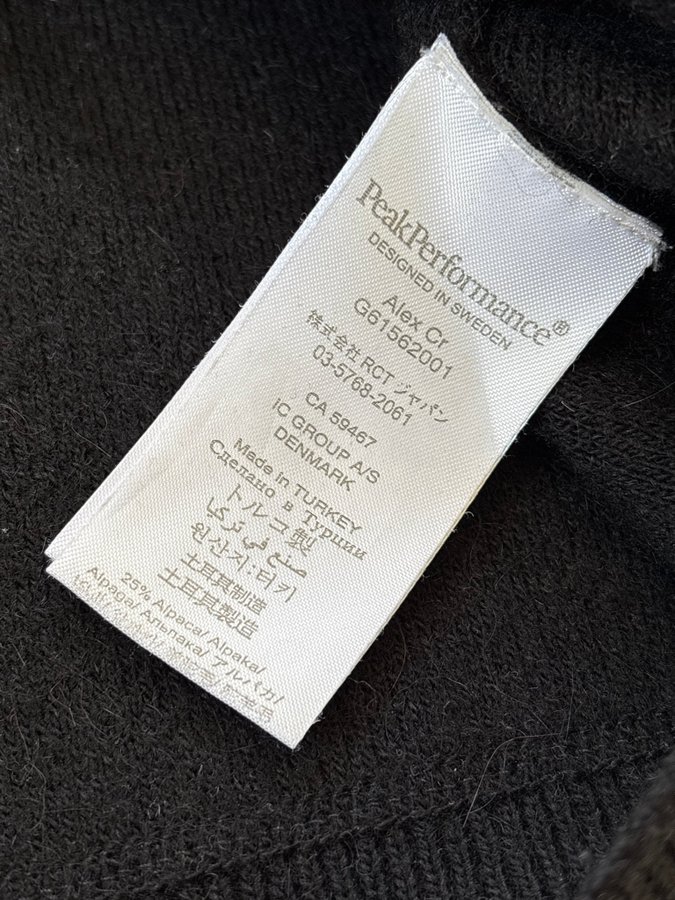 PeakPerformance®
DESIGNED IN SWEDEN
Alex Cr
G61562001
株式会社 RCT ジャパン
03-5768-2061
CA 59467
IC GROUP A/S
DENMARK
Made in TURKEY
Сделано в Турции
トルコ製
صنع في تركيا
원산지:터키
土耳其制造
土耳其製造
25% Alpaca/ Alpaka/
Alpaga/ Альпака/ アルパカ/